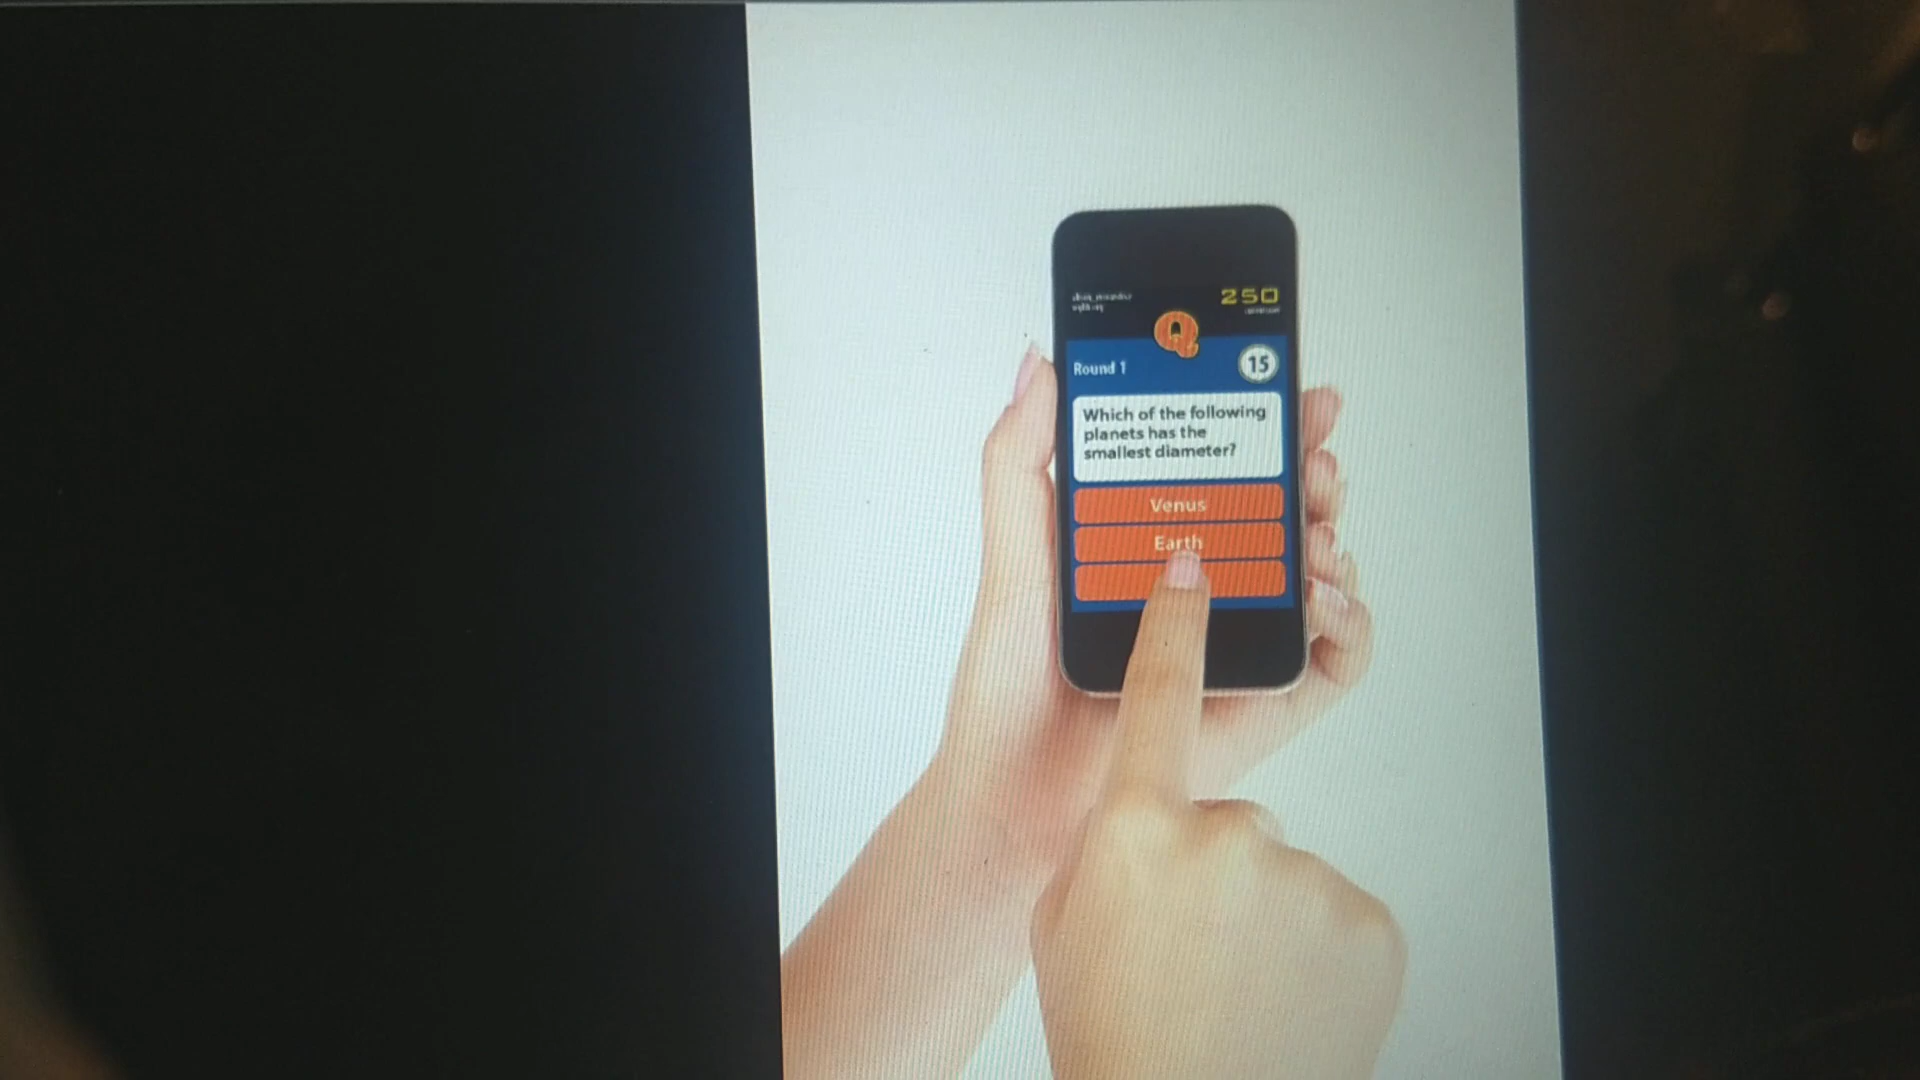 250
Q
Round 1
15
Which of the following
planets has the
smallest diameter?
Venus
Earth